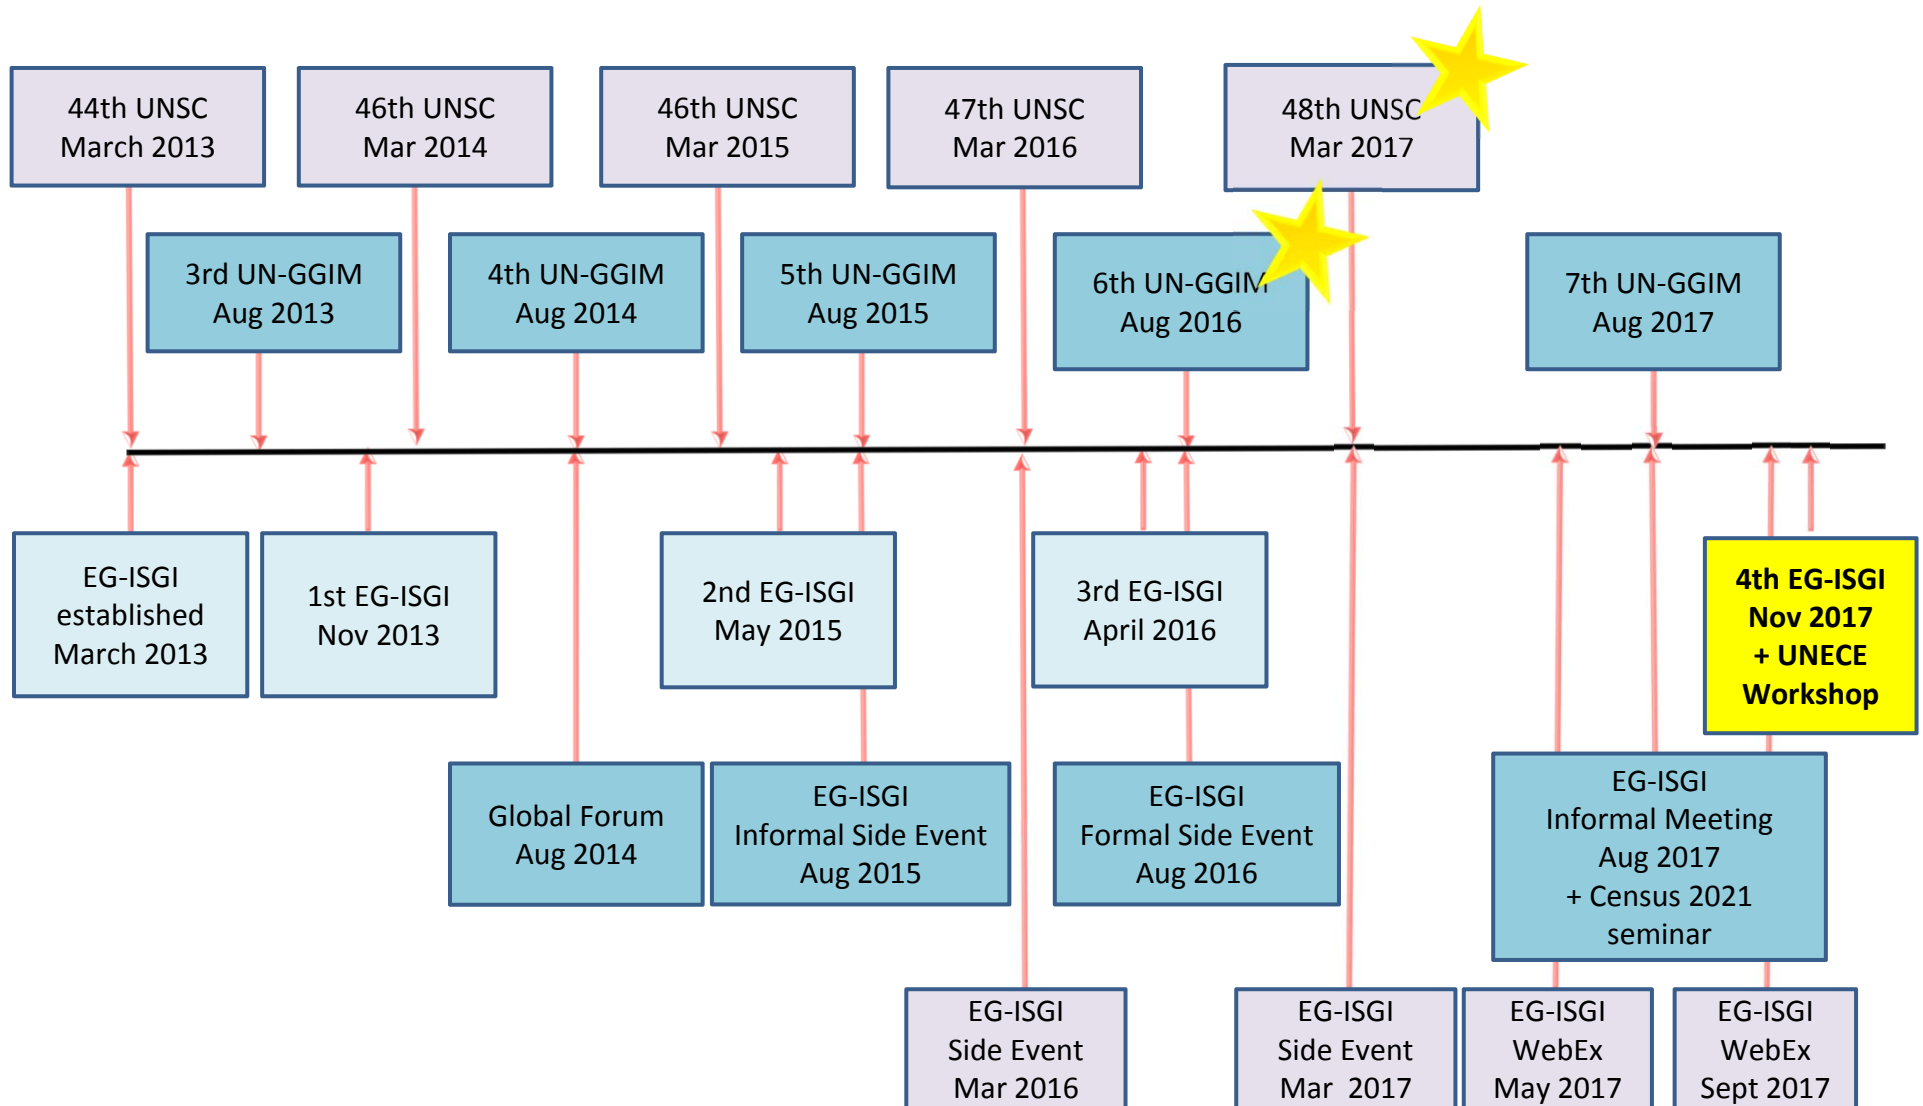 44th UNSC
March 2013
46th UNSC
Mar 2014
46th UNSC
Mar 2015
47th UNSC
Mar 2016
48th UNSC
Mar 2017
3rd UN-GGIM
Aug 2013
4th UN-GGIM
Aug 2014
5th UN-GGIM
Aug 2015
6th UN-GGIM
Aug 2016
7th UN-GGIM
Aug 2017
EG-ISGI
established
March 2013
1st EG-ISGI
Nov 2013
2nd EG-ISGI
May 2015
3rd EG-ISGI
April 2016
4th EG-ISGI
Nov 2017
+ UNECE
Workshop
Global Forum
Aug 2014
EG-ISGI
Informal Side Event
Aug 2015
EG-ISGI
Formal Side Event
Aug 2016
EG-ISGI
Informal Meeting
Aug 2017
+ Census 2021
seminar
EG-ISGI
Side Event
Mar 2016
EG-ISGI
Side Event
Mar 2017
EG-ISGI
WebEx
May 2017
EG-ISGI
WebEx
Sept 2017